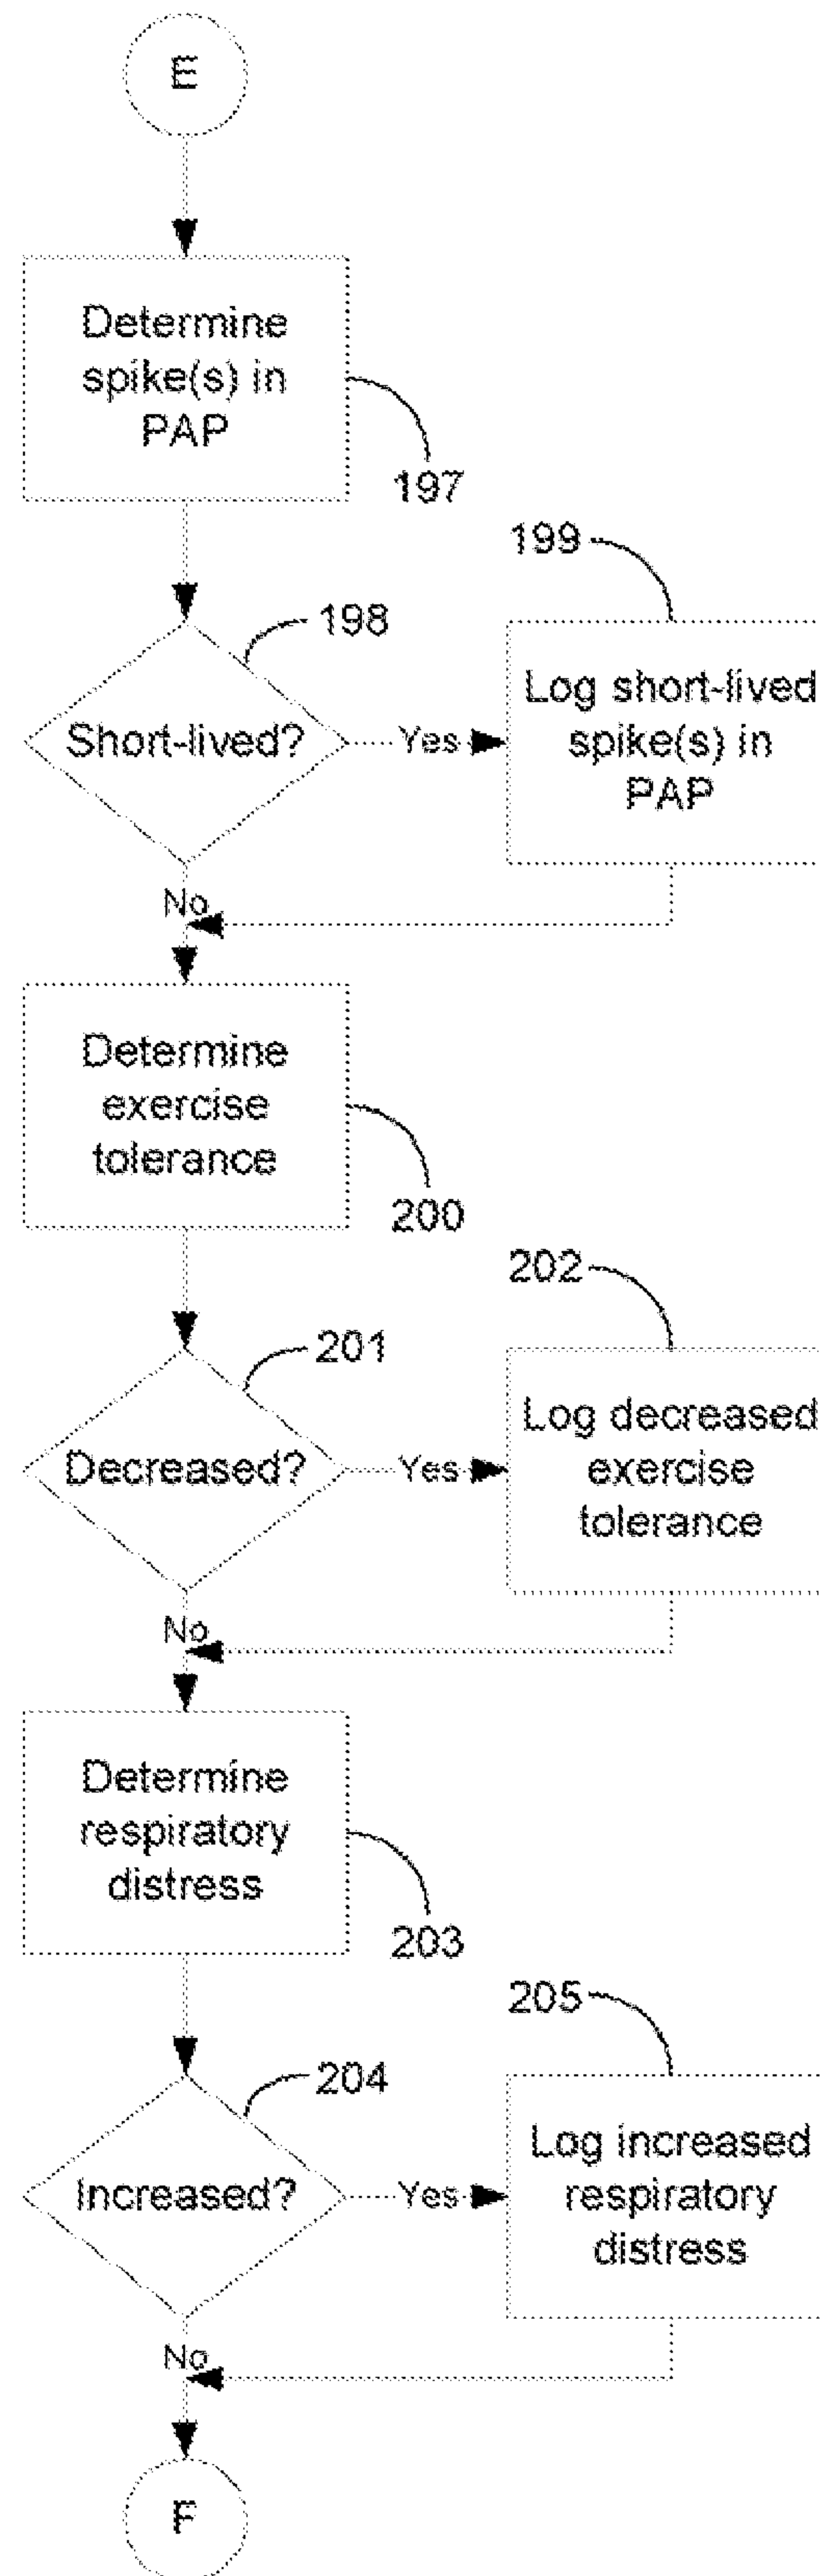 E
Determine
spike(s) in
PAP
197
199
198
Short-lived?
Yes
Log short-lived
spike(s) in
PAP
No
Determine
exercise
tolerance
200
202
201
Decreased?
Yes
Log decreased
exercise
tolerance
No
Determine
respiratory
distress
203
205
204
Increased?
Yes
Log increased
respiratory
distress
No
F